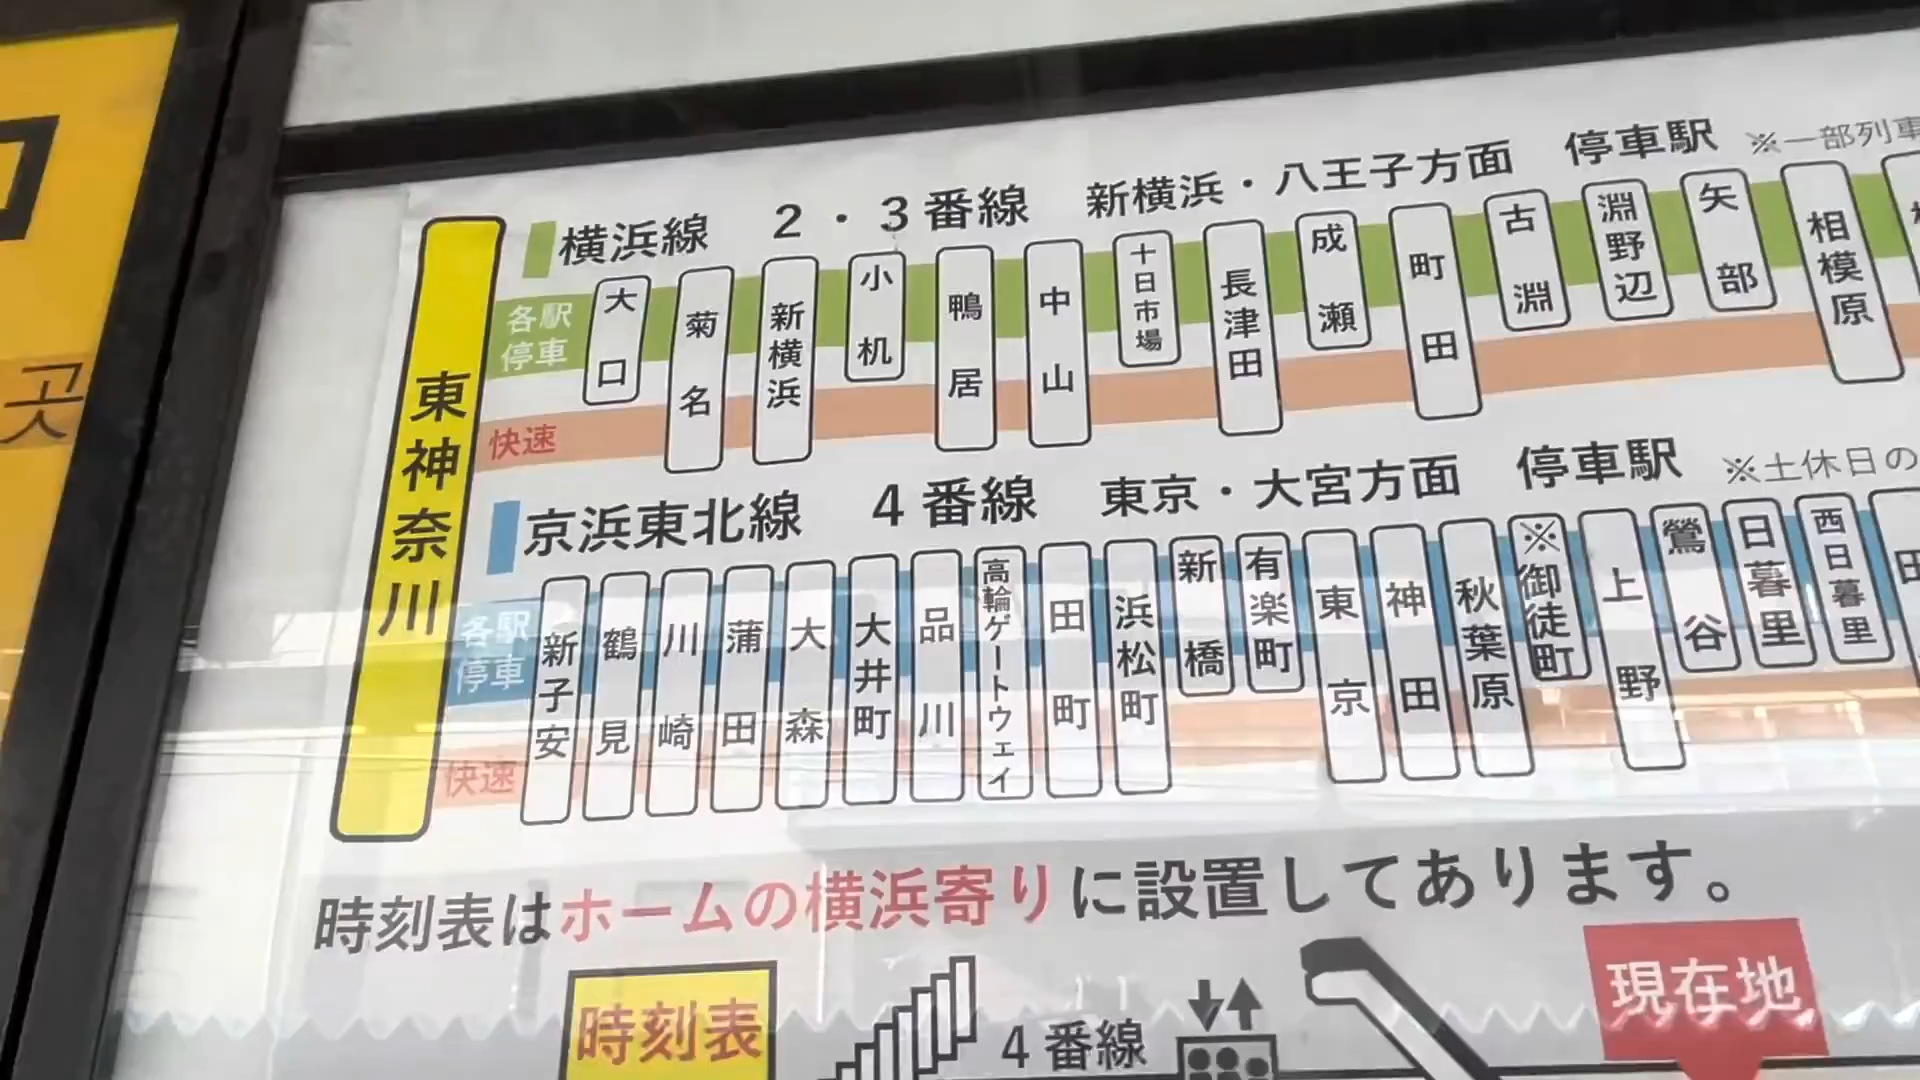 곳
東神奈川
横浜線 2・3番線 新横浜・八王子方面 停車駅 ※一部列車
各駅停車
大口
菊名
新横浜
小机
鴨居
中山
十日市場
長津田
成瀬
町田
古淵
淵野辺
矢部
相模原
快速
京浜東北線 4番線 東京・大宮方面 停車駅 ※土休日の
各駅停車
新子安
鶴見
川崎
蒲田
大森
大井町
品川
高輪ゲートウェイ
田町
浜松町
新橋
有楽町
東京
神田
秋葉原
※御徒町
上野
鶯谷
日暮里
西日暮里
田
快速
時刻表はホームの横浜寄りに設置してあります。
時刻表
4番線
現在地